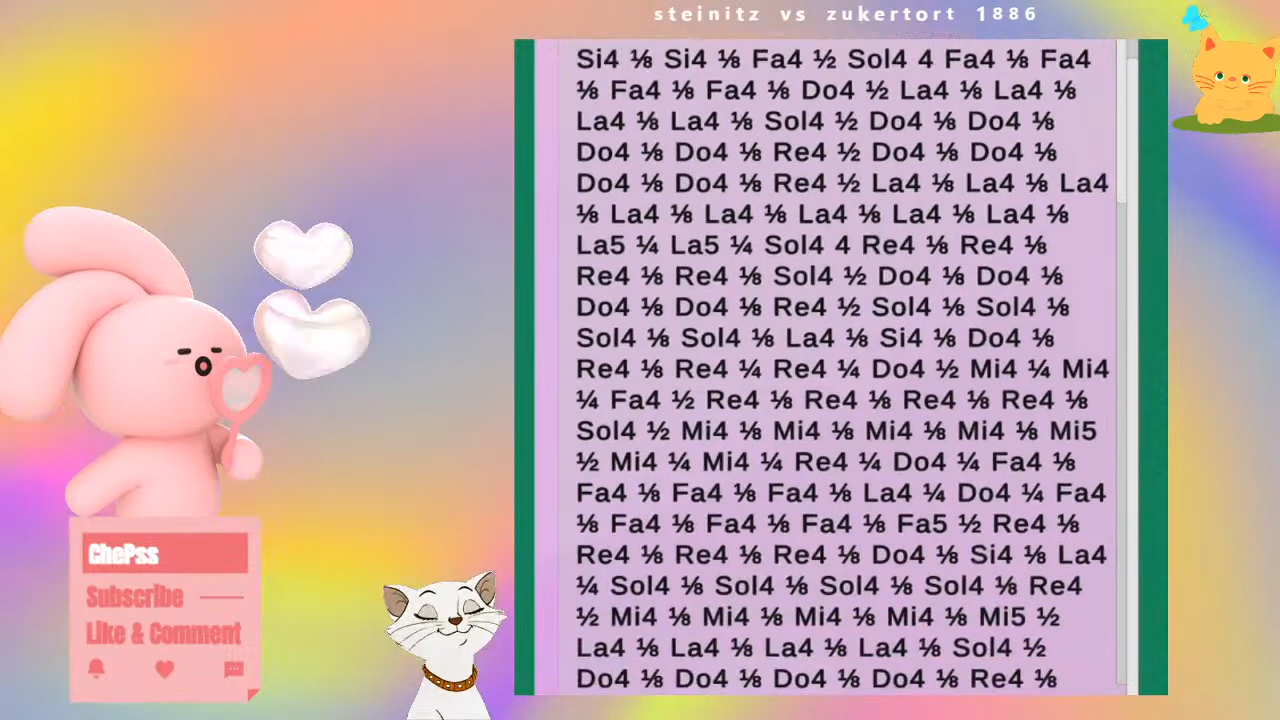 steinitz vs zukertort 1886
Si4 ⅛ Si4 ⅛ Fa4 ½ Sol4 4 Fa4 ⅛ Fa4
⅛ Fa4 ⅛ Fa4 ⅛ Do4 ½ La4 ⅛ La4 ⅛
La4 ⅛ La4 ⅛ Sol4 ½ Do4 ⅛ Do4 ⅛
Do4 ⅛ Do4 ⅛ Re4 ½ Do4 ⅛ Do4 ⅛
Do4 ⅛ Do4 ⅛ Re4 ½ La4 ⅛ La4 ⅛ La4
⅛ La4 ⅛ La4 ⅛ La4 ⅛ La4 ⅛ La4 ⅛
La5 ¼ La5 ¼ Sol4 4 Re4 ⅛ Re4 ⅛
Re4 ⅛ Re4 ⅛ Sol4 ½ Do4 ⅛ Do4 ⅛
Do4 ⅛ Do4 ⅛ Re4 ½ Sol4 ⅛ Sol4 ⅛
Sol4 ⅛ Sol4 ⅛ La4 ⅛ Si4 ⅛ Do4 ⅛
Re4 ⅛ Re4 ¼ Re4 ¼ Do4 ½ Mi4 ¼ Mi4
¼ Fa4 ½ Re4 ⅛ Re4 ⅛ Re4 ⅛ Re4 ⅛
Sol4 ½ Mi4 ⅛ Mi4 ⅛ Mi4 ⅛ Mi4 ⅛ Mi5
½ Mi4 ¼ Mi4 ¼ Re4 ¼ Do4 ¼ Fa4 ⅛
Fa4 ⅛ Fa4 ⅛ Fa4 ⅛ La4 ¼ Do4 ¼ Fa4
⅛ Fa4 ⅛ Fa4 ⅛ Fa4 ⅛ Fa5 ½ Re4 ⅛
Re4 ⅛ Re4 ⅛ Re4 ⅛ Do4 ⅛ Si4 ⅛ La4
¼ Sol4 ⅛ Sol4 ⅛ Sol4 ⅛ Sol4 ⅛ Re4
½ Mi4 ⅛ Mi4 ⅛ Mi4 ⅛ Mi4 ⅛ Mi5 ½
La4 ⅛ La4 ⅛ La4 ⅛ La4 ⅛ Sol4 ½
Do4 ⅛ Do4 ⅛ Do4 ⅛ Do4 ⅛ Re4 ⅛
ChePss
Subscribe
Like & Comment